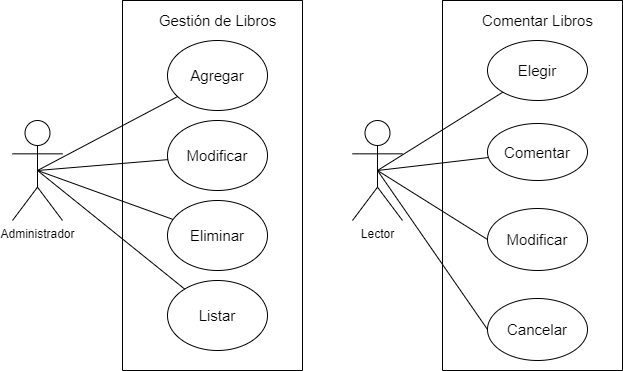 Gestión de Libros
Agregar
Modificar
Eliminar
Listar
Administrador
Comentar Libros
Elegir
Comentar
Modificar
Cancelar
Lector